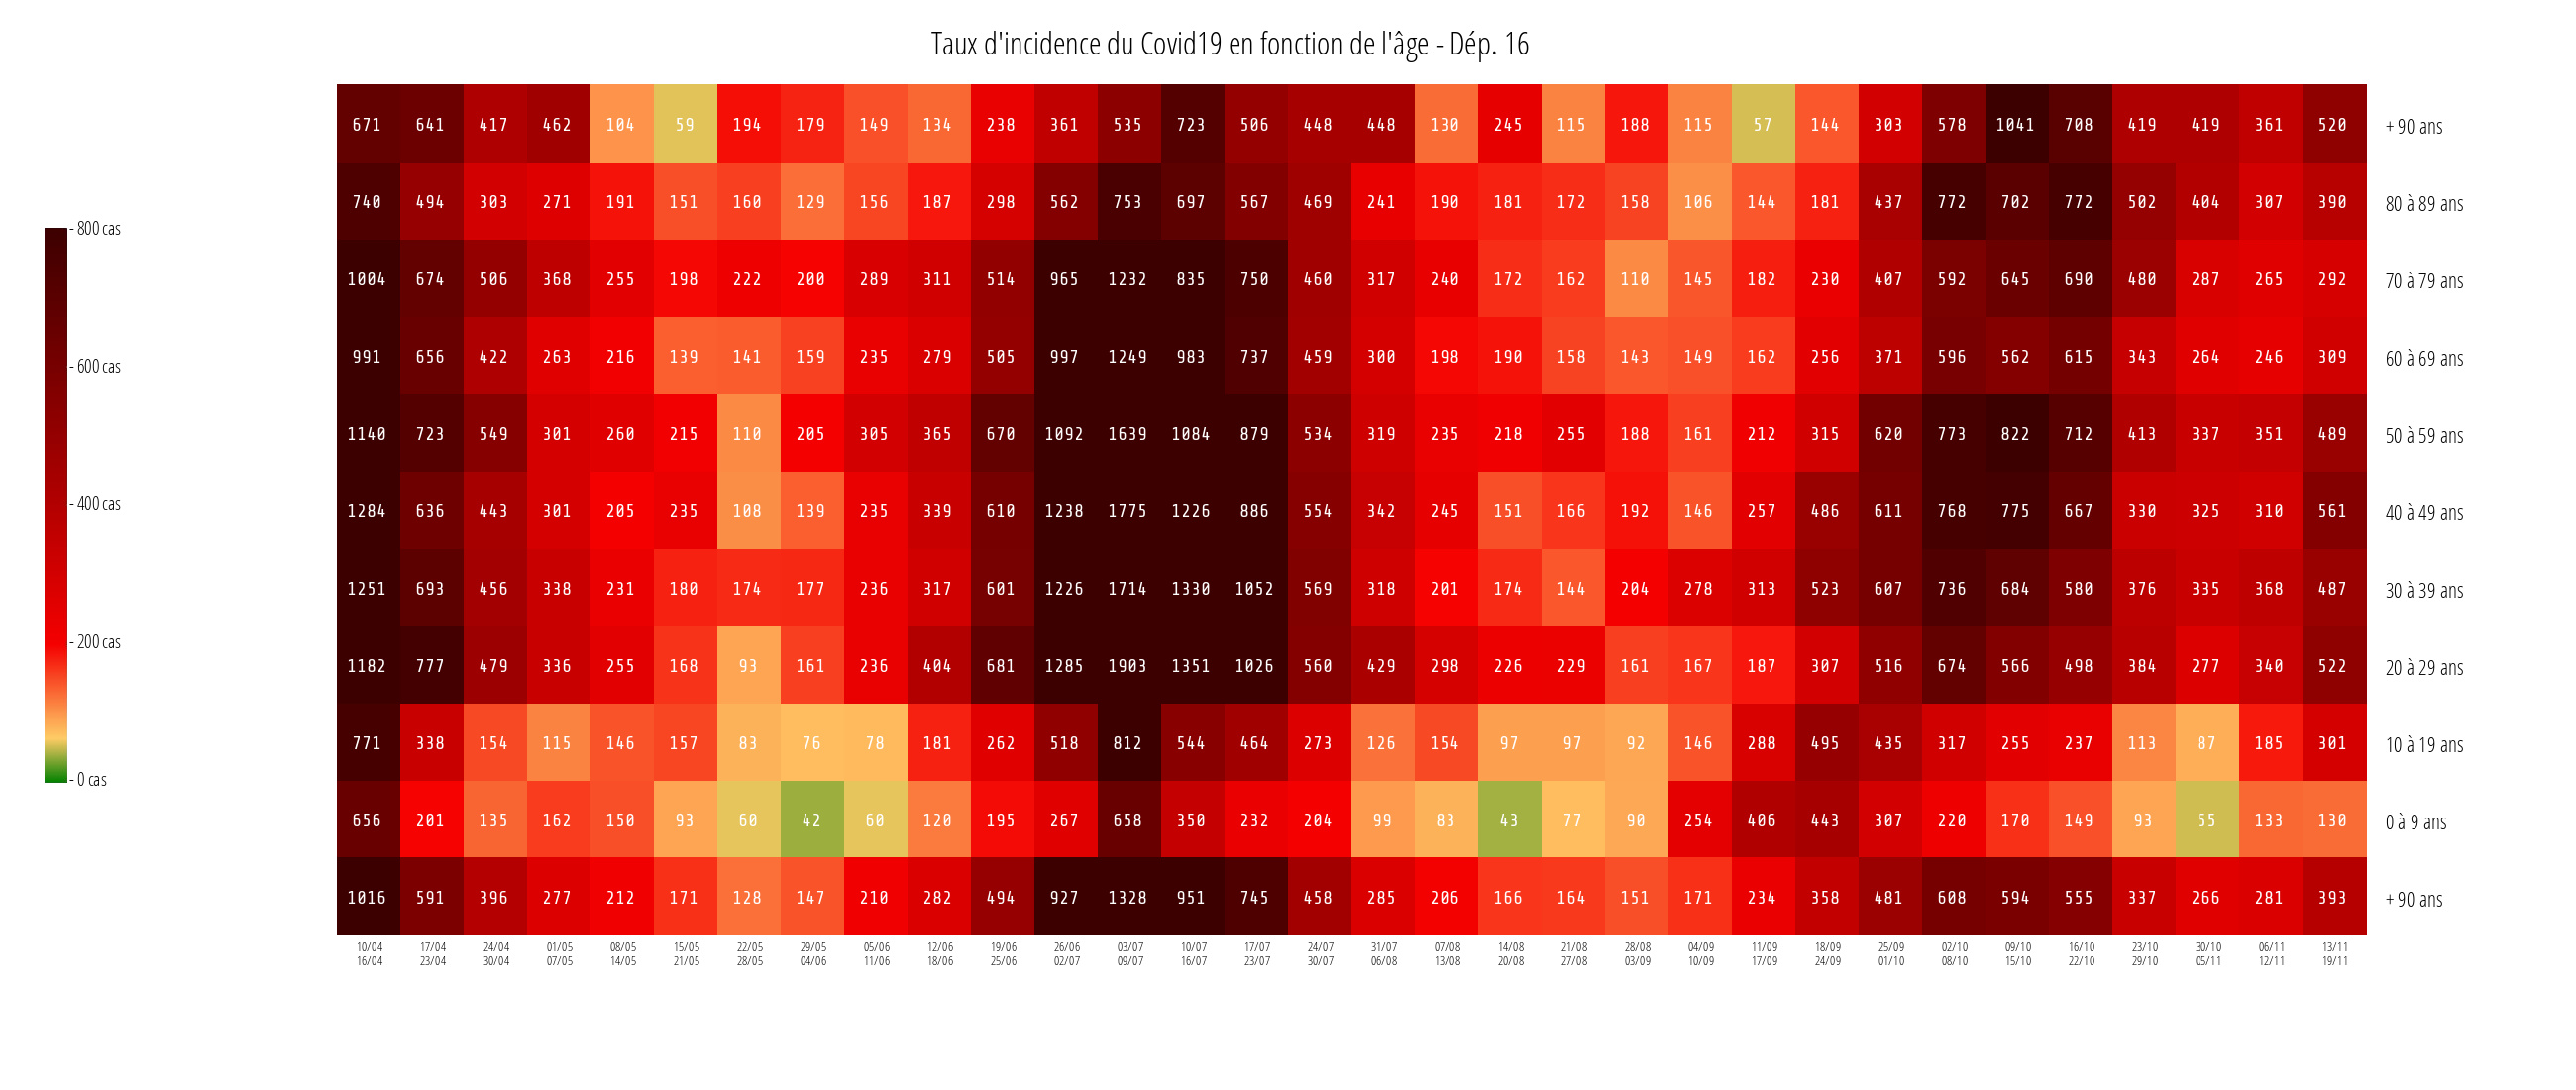 Taux d'incidence du Covid19 en fonction de l'âge - Dép. 16
- 800 cas
- 600 cas
- 400 cas
- 200 cas
- 0 cas
671 641 417 462 104 59 194 179 149 134 238 361 535 723 506 448 448 130 245 115 188 115 57 144 303 578 1041 708 419 419 361 520 + 90 ans
740 494 303 271 191 151 160 129 156 187 298 562 753 697 567 469 241 190 181 172 158 106 144 181 437 772 702 772 502 404 307 390 80 à 89 ans
1004 674 506 368 255 198 222 200 289 311 514 965 1232 835 750 460 317 240 172 162 110 145 182 230 407 592 645 690 480 287 265 292 70 à 79 ans
991 656 422 263 216 139 141 159 235 279 505 997 1249 983 737 459 300 198 190 158 143 149 162 256 371 596 562 615 343 264 246 309 60 à 69 ans
1140 723 549 301 260 215 110 205 305 365 670 1092 1639 1084 879 534 319 235 218 255 188 161 212 315 620 773 822 712 413 337 351 489 50 à 59 ans
1284 636 443 301 205 235 108 139 235 339 610 1238 1775 1226 886 554 342 245 151 166 192 146 257 486 611 768 775 667 330 325 310 561 40 à 49 ans
1251 693 456 338 231 180 174 177 236 317 601 1226 1714 1330 1052 569 318 201 174 144 204 278 313 523 607 736 684 580 376 335 368 487 30 à 39 ans
1182 777 479 336 255 168 93 161 236 404 681 1285 1903 1351 1026 560 429 298 226 229 161 167 187 307 516 674 566 498 384 277 340 522 20 à 29 ans
771 338 154 115 146 157 83 76 78 181 262 518 812 544 464 273 126 154 97 97 92 146 288 495 435 317 255 237 113 87 185 301 10 à 19 ans
656 201 135 162 150 93 60 42 60 120 195 267 658 350 232 204 99 83 43 77 90 254 406 443 307 220 170 149 93 55 133 130 0 à 9 ans
1016 591 396 277 212 171 128 147 210 282 494 927 1328 951 745 458 285 206 166 164 151 171 234 358 481 608 594 555 337 266 281 393 + 90 ans
10/04 17/04 24/04 01/05 08/05 15/05 22/05 29/05 05/06 12/06 19/06 26/06 03/07 10/07 17/07 24/07 31/07 07/08 14/08 21/08 28/08 04/09 11/09 18/09 25/09 02/10 09/10 16/10 23/10 30/10 06/11 13/11
16/04 23/04 30/04 07/05 14/05 21/05 28/05 04/06 11/06 18/06 25/06 02/07 09/07 16/07 23/07 30/07 06/08 13/08 20/08 27/08 03/09 10/09 17/09 24/09 01/10 08/10 15/10 22/10 29/10 05/11 12/11 19/11